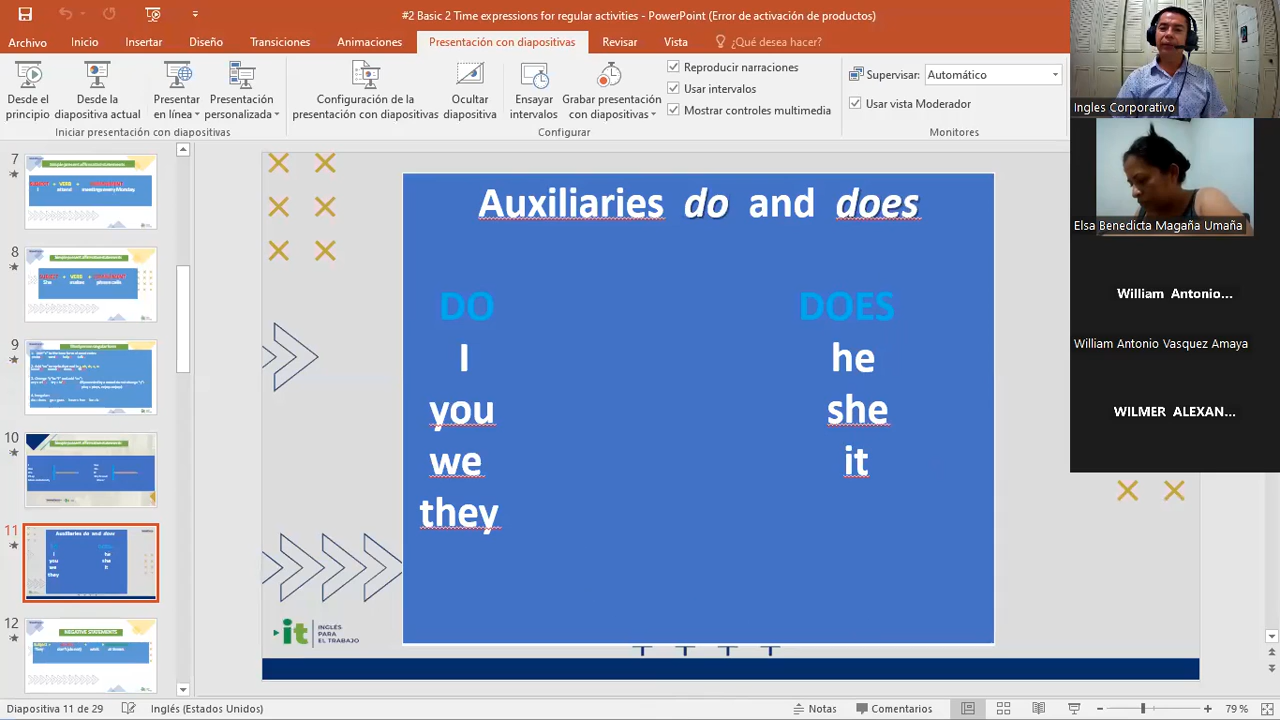 #2 Basic 2 Time expressions for regular activities - PowerPoint (Error de activación de productos)
Archivo Inicio Insertar Diseño Transiciones Animaciones Presentación con diapositivas Revisar Vista ¿Qué desea hacer?
Desde el principio
Desde la diapositiva actual
Presentar en línea
Presentación personalizada
Configuración de la presentación con diapositivas
Ocultar diapositiva
Ensayar intervalos
Grabar presentación con diapositivas
Reproducir narraciones
Usar intervalos
Mostrar controles multimedia
Supervisar: Automático
Usar vista Moderador
Iniciar presentación con diapositivas
Configurar
Monitores
Ingles Corporativo
Elsa Benedicta Magaña Umaña
William Antonio...
William Antonio Vasquez Amaya
WILMER ALEXAN...
7
8
9
10
11
12
NEGATIVE STATEMENTS
Auxiliaries do and does
DO
I
you
we
they
DOES
he
she
it
it INGLÉS
PARA
EL TRABAJO
Diapositiva 11 de 29 Inglés (Estados Unidos) Notas Comentarios 79 %